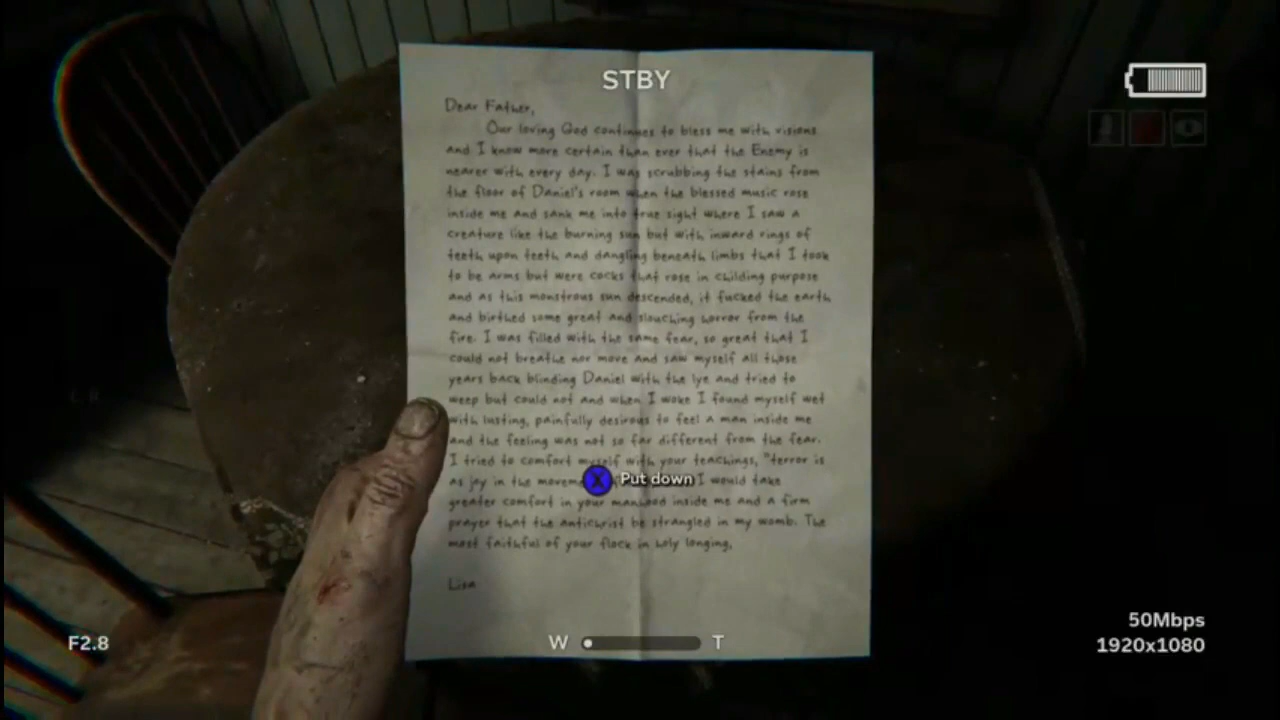 STBY
Dear Father,
Our loving God continues to bless me with visions
and I know more certain than ever that the Enemy is
nearer with every day. I was scrubbing the stains from
the floor of Daniel's room when the blessed music rose
inside me and sank me into true sight where I saw a
creature like the burning sun but with inward rings of
teeth upon teeth and dangling beneath limbs that I took
to be arms but were cocks that rose in childing purpose
and as this monstrous sun descended, it fucked the earth
and birthed some great and slouching horror from the
fire. I was filled with the same fear, so great that I
could not breathe nor move and saw myself all those
years back blinding Daniel with the lye and tried to
weep but could not and when I woke I found myself wet
with lusting, painfully desirous to feel a man inside me
and the feeling was not so far different from the fear.
I tried to comfort myself with your teachings, "terror is
as joy in the I would take
X Put down
greater comfort in your manhood inside me and a firm
prayer that the antichrist be strangled in my womb. The
most faithful of your flock in holy longing,
Lisa
F2.8
W T
50Mbps
1920x1080